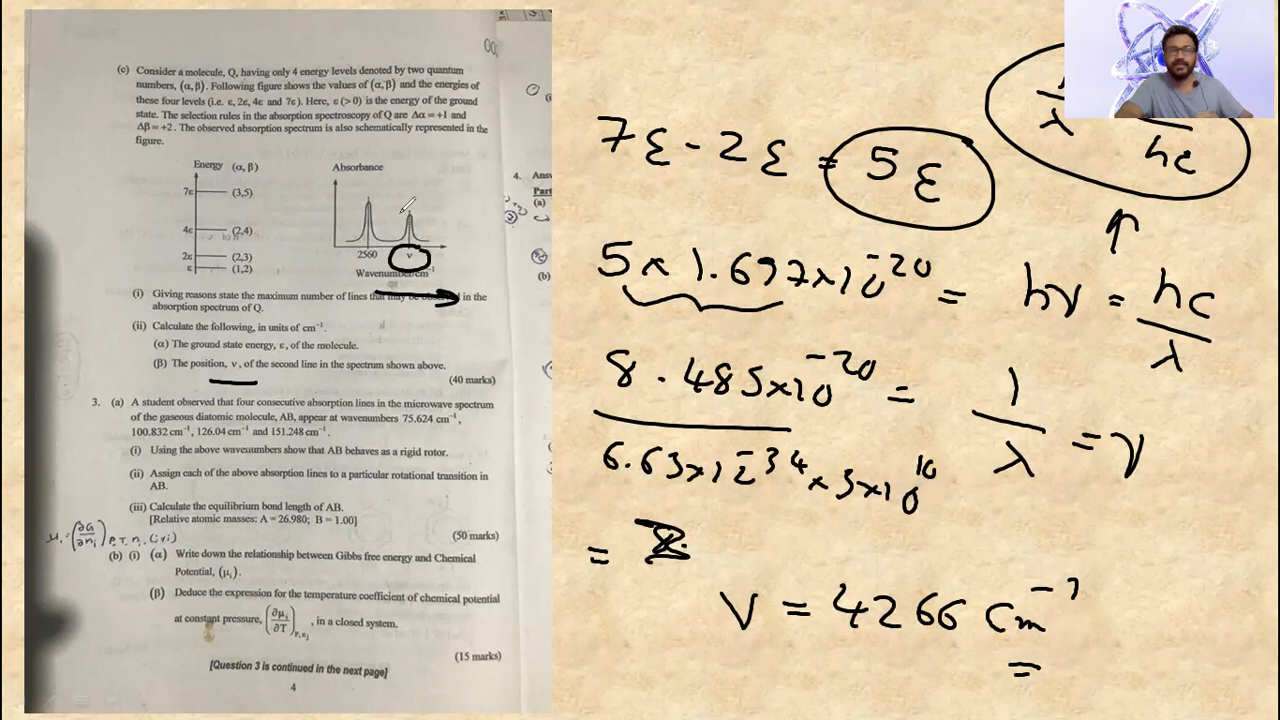 (c) Consider a molecule, Q, having only 4 energy levels denoted by two quantum
numbers, (α, β). Following figure shows the values of (α, β) and the energies of
these four levels (i.e. ε, 2ε, 4ε and 7ε). Here, ε (> 0) is the energy of the ground
state. The selection rules in the absorption spectroscopy of Q are Δα = +1 and
Δβ = +2. The observed absorption spectrum is also schematically represented in the
figure.
Energy (α, β)
7ε (3,5)
4ε (2,4)
2ε (2,3)
ε (1,2)
Absorbance
2560 ν
Wavenumber/cm⁻¹
(i) Giving reasons state the maximum number of lines that may be observed in the
absorption spectrum of Q.
(ii) Calculate the following, in units of cm⁻¹.
(α) The ground state energy, ε, of the molecule.
(β) The position, ν, of the second line in the spectrum shown above.
(40 marks)
3. (a) A student observed that four consecutive absorption lines in the microwave spectrum
of the gaseous diatomic molecule, AB, appear at wavenumbers 75.624 cm⁻¹,
100.832 cm⁻¹, 126.04 cm⁻¹ and 151.248 cm⁻¹.
(i) Using the above wavenumbers show that AB behaves as a rigid rotor.
(ii) Assign each of the above absorption lines to a particular rotational transition in
AB.
(iii) Calculate the equilibrium bond length of AB.
[Relative atomic masses: A = 26.980; B = 1.00]
(50 marks)
(b) (i) (α) Write down the relationship between Gibbs free energy and Chemical
Potential, (μᵢ).
(β) Deduce the expression for the temperature coefficient of chemical potential
at constant pressure, (∂μᵢ/∂T)P,nⱼ, in a closed system.
(15 marks)
[Question 3 is continued in the next page]
4
4. Ans
Part
(a)
(b)
7ε - 2ε = 5ε
5 × 1.697×10⁻²⁰ = hν = hc/λ
8.485×10⁻²⁰ / 6.63×10⁻³⁴ × 3×10¹⁰ = 1/λ = ν
=
ν = 4266 cm⁻¹
=